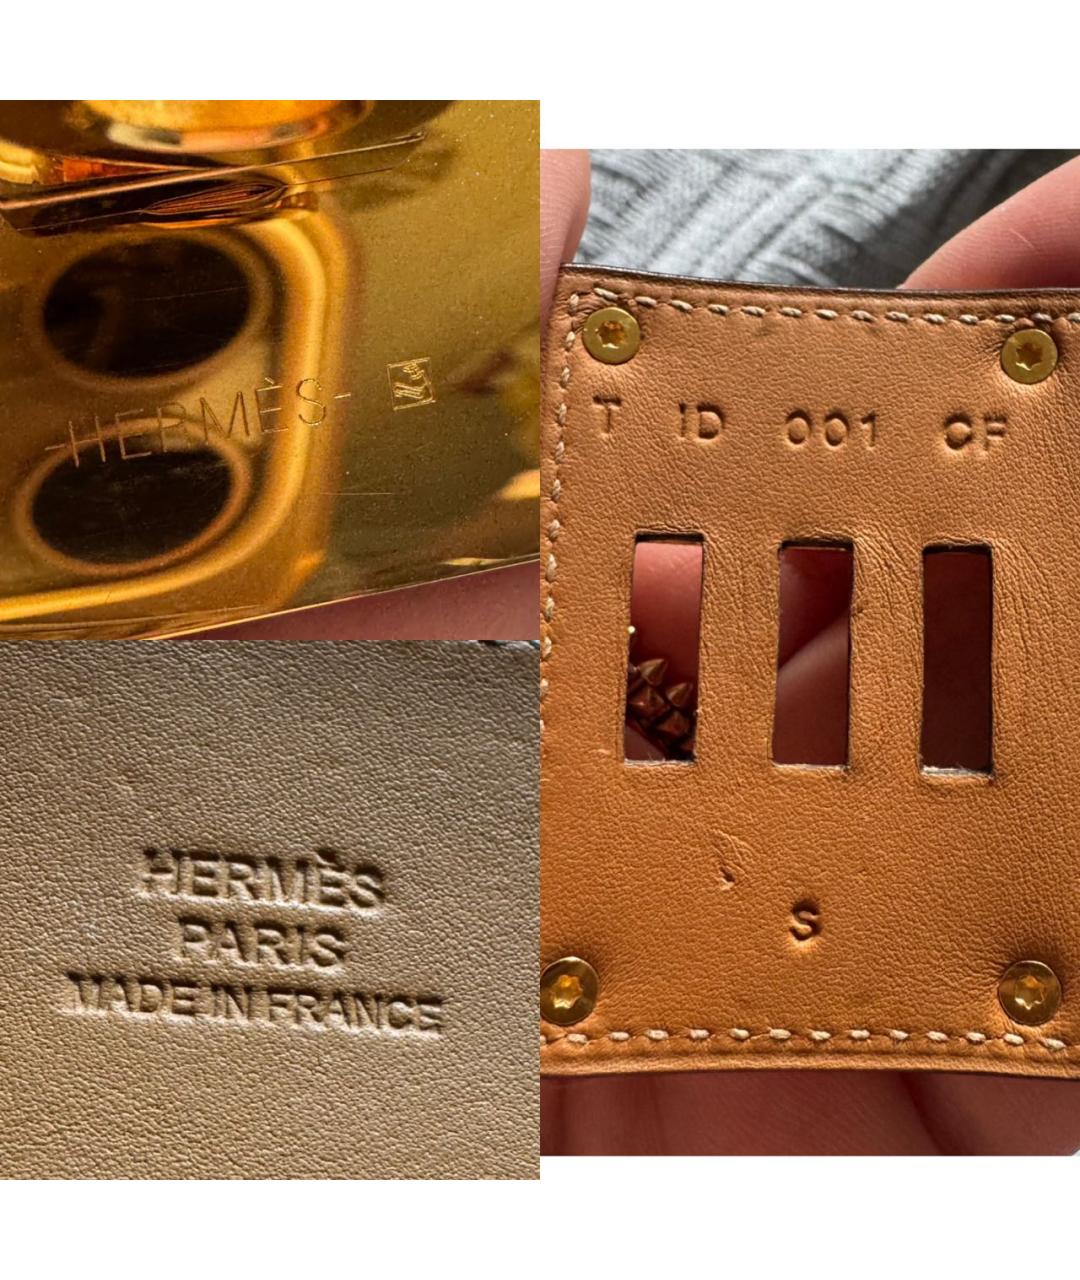 -HERMÈS-
T ID 001 CF
S
HERMÈS
PARIS
MADE IN FRANCE